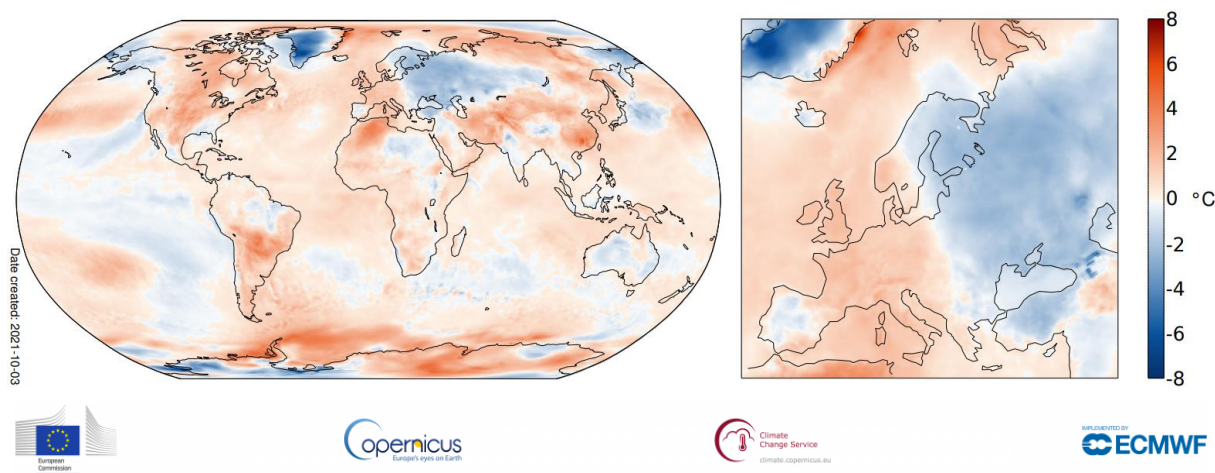 Date created: 2021-10-03
8
6
4
2
0 °C
-2
-4
-6
-8
European
Commission
opernicus
Europe's eyes on Earth
Climate
Change Service
climate.copernicus.eu
IMPLEMENTED BY
ECMWF